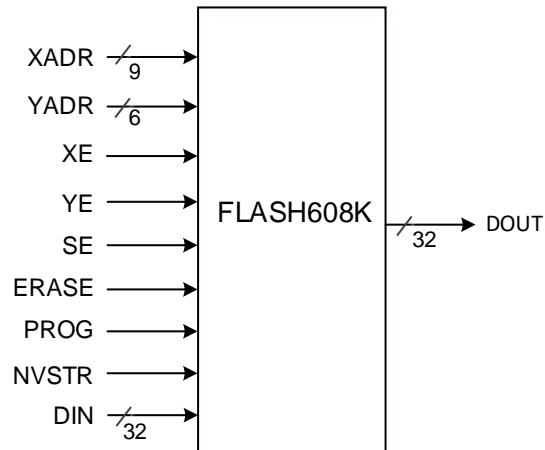 XADR
9
YADR
6
XE
YE
SE
ERASE
PROG
NVSTR
DIN
32
FLASH608K
32
DOUT